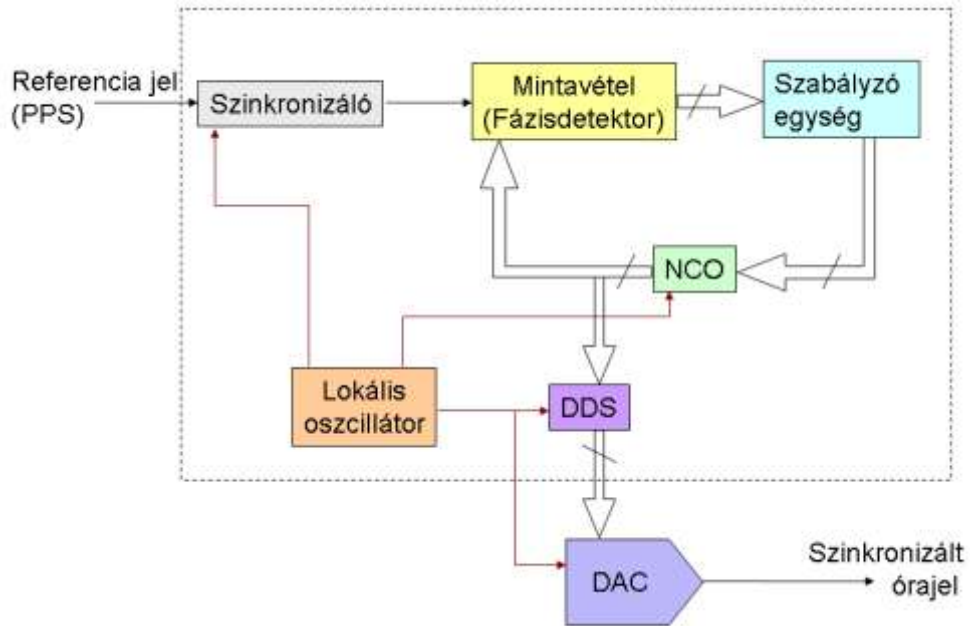 Referencia jel
(PPS)
Szinkronizáló
Mintavétel
(Fázisdetektor)
Szabályzó
egység
NCO
Lokális
oszcillátor
DDS
DAC
Szinkronizált
órajel